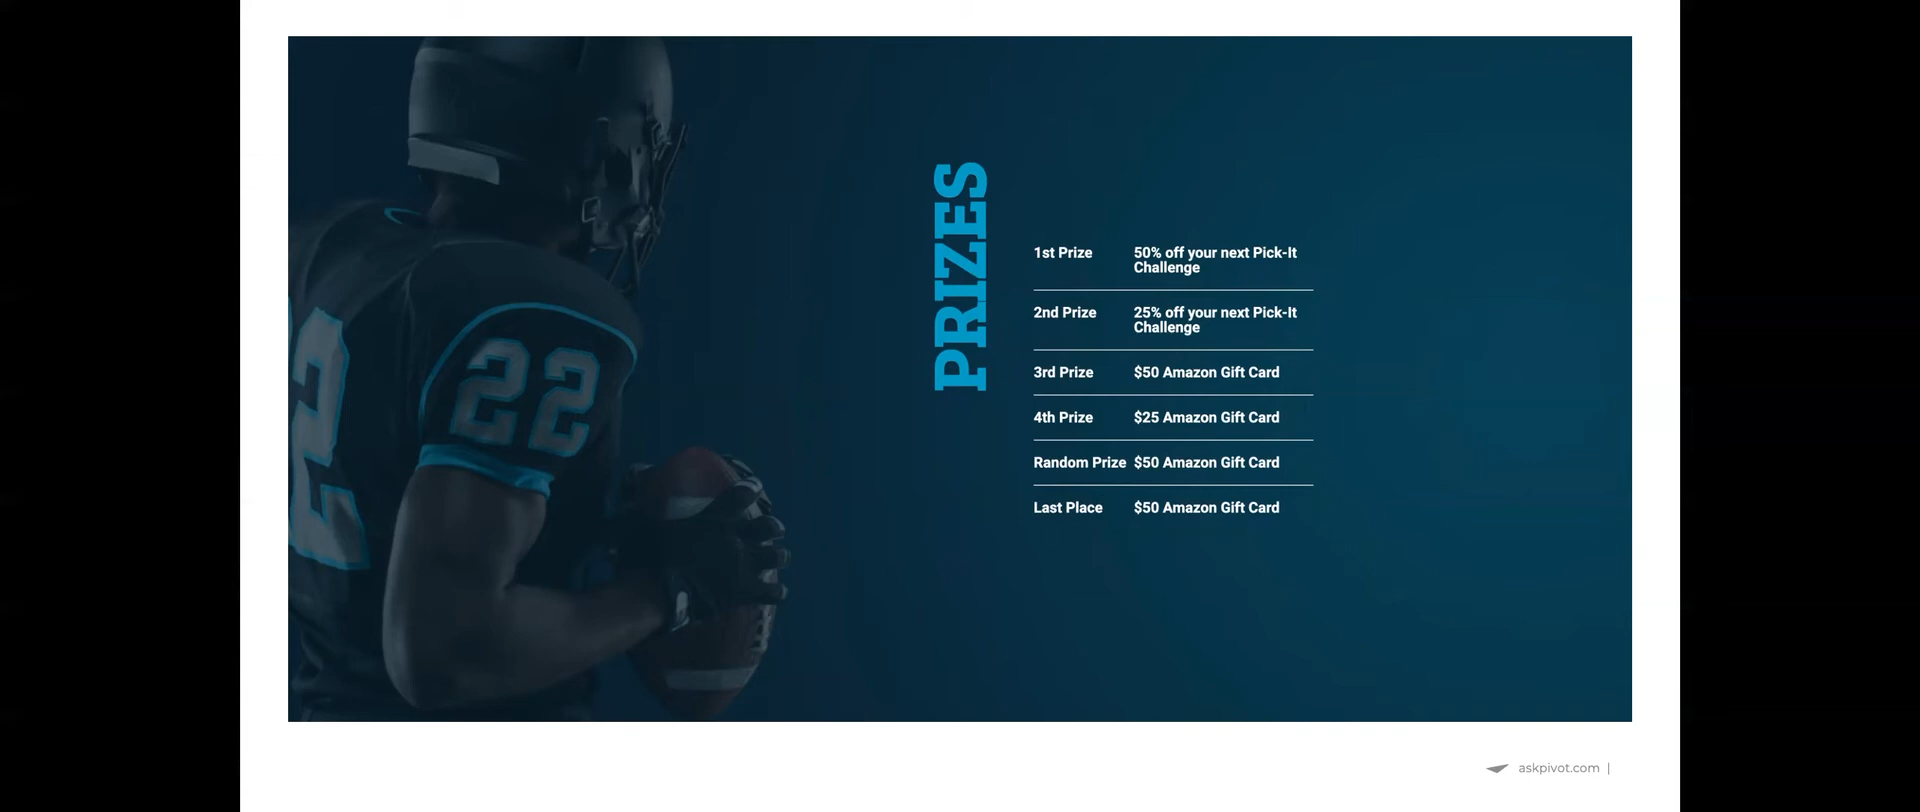 PRIZES
1st Prize 50% off your next Pick-It
Challenge
2nd Prize 25% off your next Pick-It
Challenge
3rd Prize $50 Amazon Gift Card
4th Prize $25 Amazon Gift Card
Random Prize $50 Amazon Gift Card
Last Place $50 Amazon Gift Card
22
2
askpivot.com |